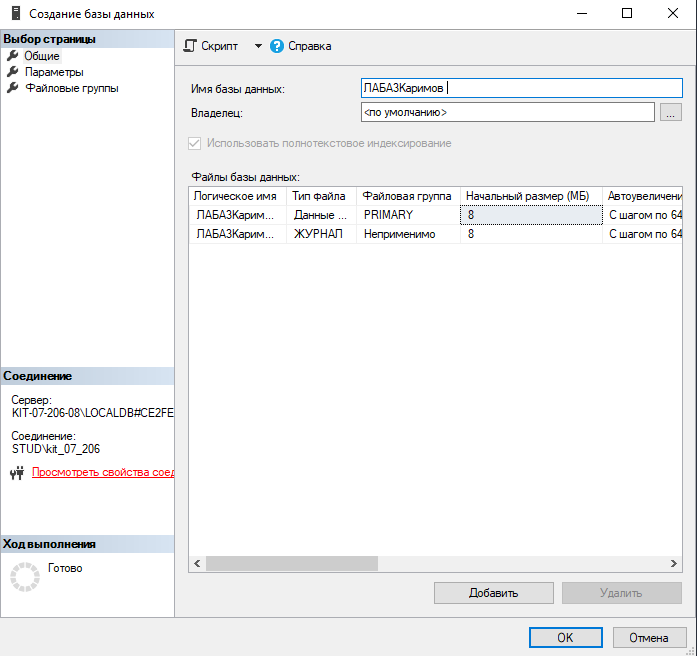 Создание базы данных
Выбор страницы
Общие
Параметры
Файловые группы
Скрипт
Справка
Имя базы данных:
ЛАБА3Каримов
Владелец:
<по умолчанию>
...
Использовать полнотекстовое индексирование
Файлы базы данных:
Логическое имя Тип файла Файловая группа Начальный размер (МБ) Автоувеличени
ЛАБА3Карим... Данные ... PRIMARY 8 С шагом по 64
ЛАБА3Карим... ЖУРНАЛ Неприменимо 8 С шагом по 64
Соединение
Сервер:
KIT-07-206-08\LOCALDB#CE2FE
Соединение:
STUD\kit_07_206
Просмотреть свойства соед
Ход выполнения
Готово
Добавить
Удалить
OK
Отмена